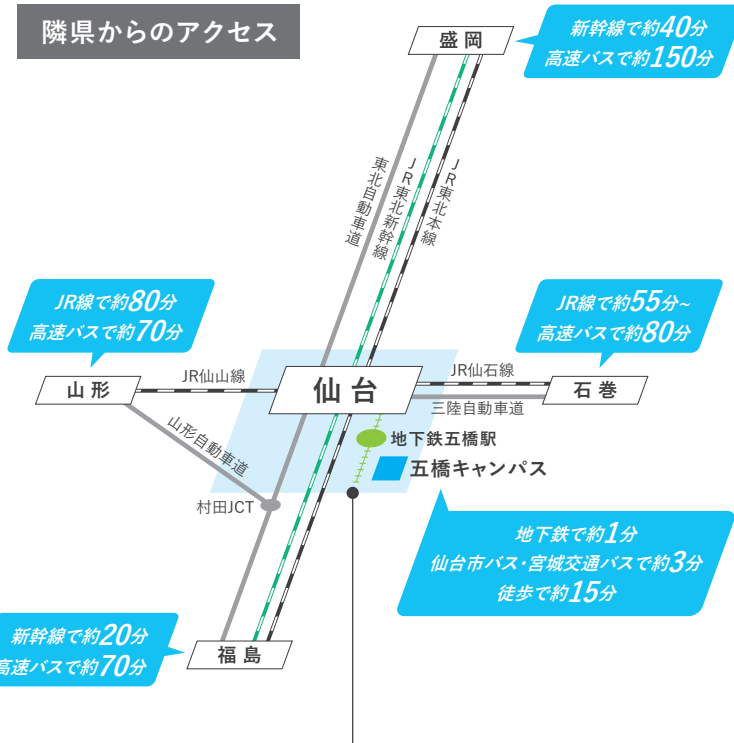 隣県からのアクセス
盛岡
新幹線で約40分
高速バスで約150分
東北自動車道
JR東北新幹線
JR東北本線
JR線で約80分
高速バスで約70分
JR線で約55分~
高速バスで約80分
山形
JR仙山線
仙台
JR仙石線
石巻
三陸自動車道
山形自動車道
地下鉄五橋駅
五橋キャンパス
村田JCT
地下鉄で約1分
仙台市バス・宮城交通バスで約3分
徒歩で約15分
新幹線で約20分
高速バスで約70分
福島